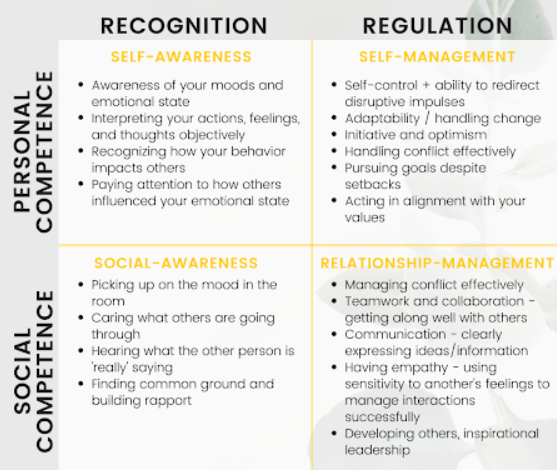 RECOGNITION
REGULATION
PERSONAL
COMPETENCE
SELF-AWARENESS
• Awareness of your moods and
emotional state
• Interpreting your actions, feelings,
and thoughts objectively
• Recognizing how your behavior
impacts others
• Paying attention to how others
influenced your emotional state
SELF-MANAGEMENT
• Self-control + ability to redirect
disruptive impulses
• Adaptability / handling change
• Initiative and optimism
• Handling conflict effectively
• Pursuing goals despite
setbacks
• Acting in alignment with your
values
SOCIAL
COMPETENCE
SOCIAL-AWARENESS
• Picking up on the mood in the
room
• Caring what others are going
through
• Hearing what the other person is
'really' saying
• Finding common ground and
building rapport
RELATIONSHIP-MANAGEMENT
• Managing conflict effectively
• Teamwork and collaboration -
getting along well with others
• Communication - clearly
expressing ideas/information
• Having empathy - using
sensitivity to another's feelings to
manage interactions
successfully
• Developing others, inspirational
leadership